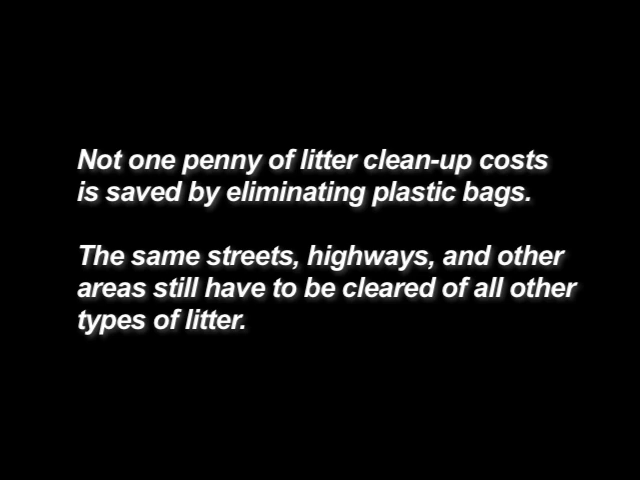 Not one penny of litter clean-up costs
is saved by eliminating plastic bags.
The same streets, highways, and other
areas still have to be cleared of all other
types of litter.